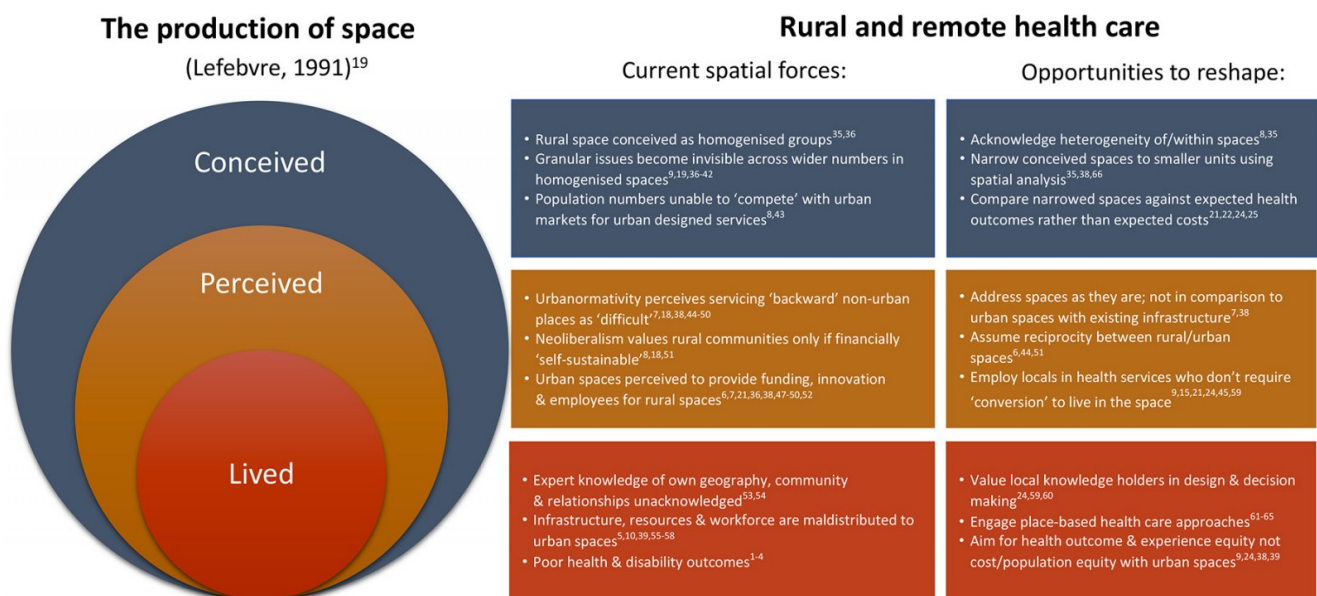 The production of space
(Lefebvre, 1991)19
Conceived
Perceived
Lived
Rural and remote health care
Current spatial forces:
Opportunities to reshape:
• Rural space conceived as homogenised groups35,36
• Granular issues become invisible across wider numbers in
homogenised spaces9,19,36-42
• Population numbers unable to ‘compete’ with urban
markets for urban designed services8,43
• Acknowledge heterogeneity of/within spaces8,35
• Narrow conceived spaces to smaller units using
spatial analysis35,38,66
• Compare narrowed spaces against expected health
outcomes rather than expected costs21,22,24,25
• Urbanormativity perceives servicing ‘backward’ non-urban
places as ‘difficult’7,18,38,44-50
• Neoliberalism values rural communities only if financially
‘self-sustainable’8,18,51
• Urban spaces perceived to provide funding, innovation
& employees for rural spaces6,7,21,36,38,47-50,52
• Address spaces as they are; not in comparison to
urban spaces with existing infrastructure7,38
• Assume reciprocity between rural/urban
spaces6,44,51
• Employ locals in health services who don’t require
‘conversion’ to live in the space9,15,21,24,45,59
• Expert knowledge of own geography, community
& relationships unacknowledged53,54
• Infrastructure, resources & workforce are maldistributed to
urban spaces5,10,39,55-58
• Poor health & disability outcomes1-4
• Value local knowledge holders in design & decision
making24,59,60
• Engage place-based health care approaches61-65
• Aim for health outcome & experience equity not
cost/population equity with urban spaces9,24,38,39